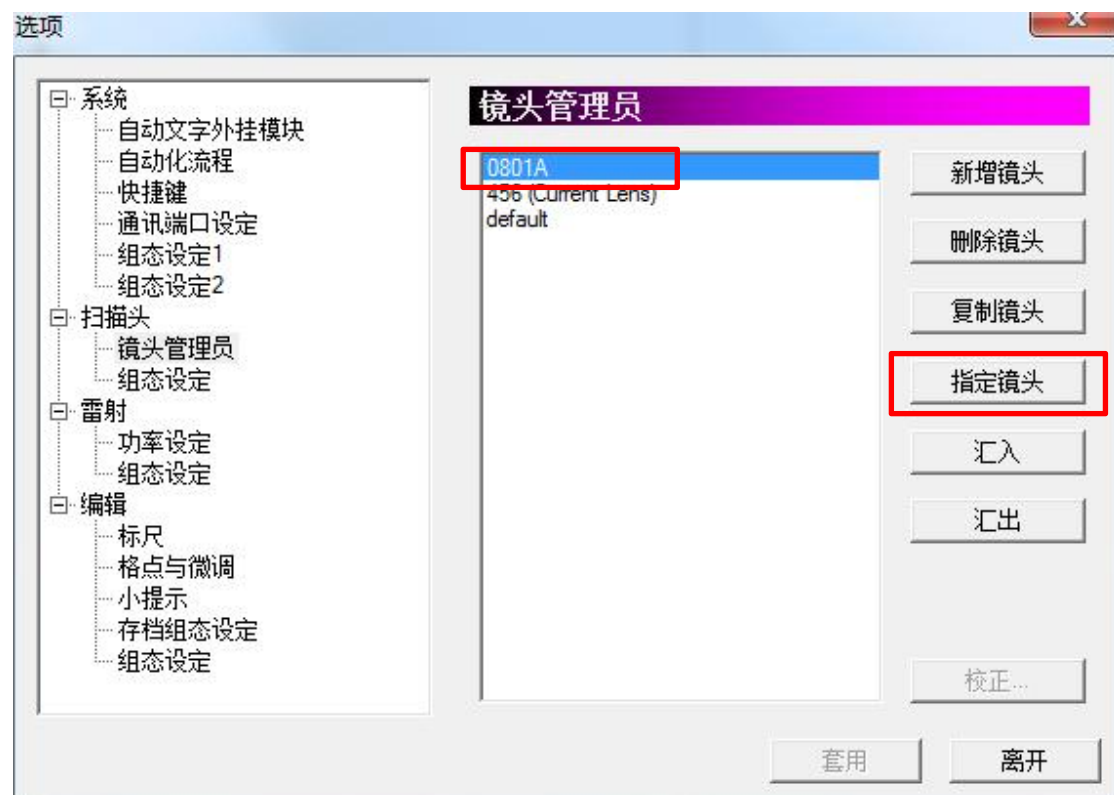 选项
系统
自动文字外挂模块
自动化流程
快捷键
通讯端口设定
组态设定1
组态设定2
扫描头
镜头管理员
组态设定
雷射
功率设定
组态设定
编辑
标尺
格点与微调
小提示
存档组态设定
组态设定
镜头管理员
0801A
456 (Current Lens)
default
新增镜头
删除镜头
复制镜头
指定镜头
汇入
汇出
校正...
套用
离开